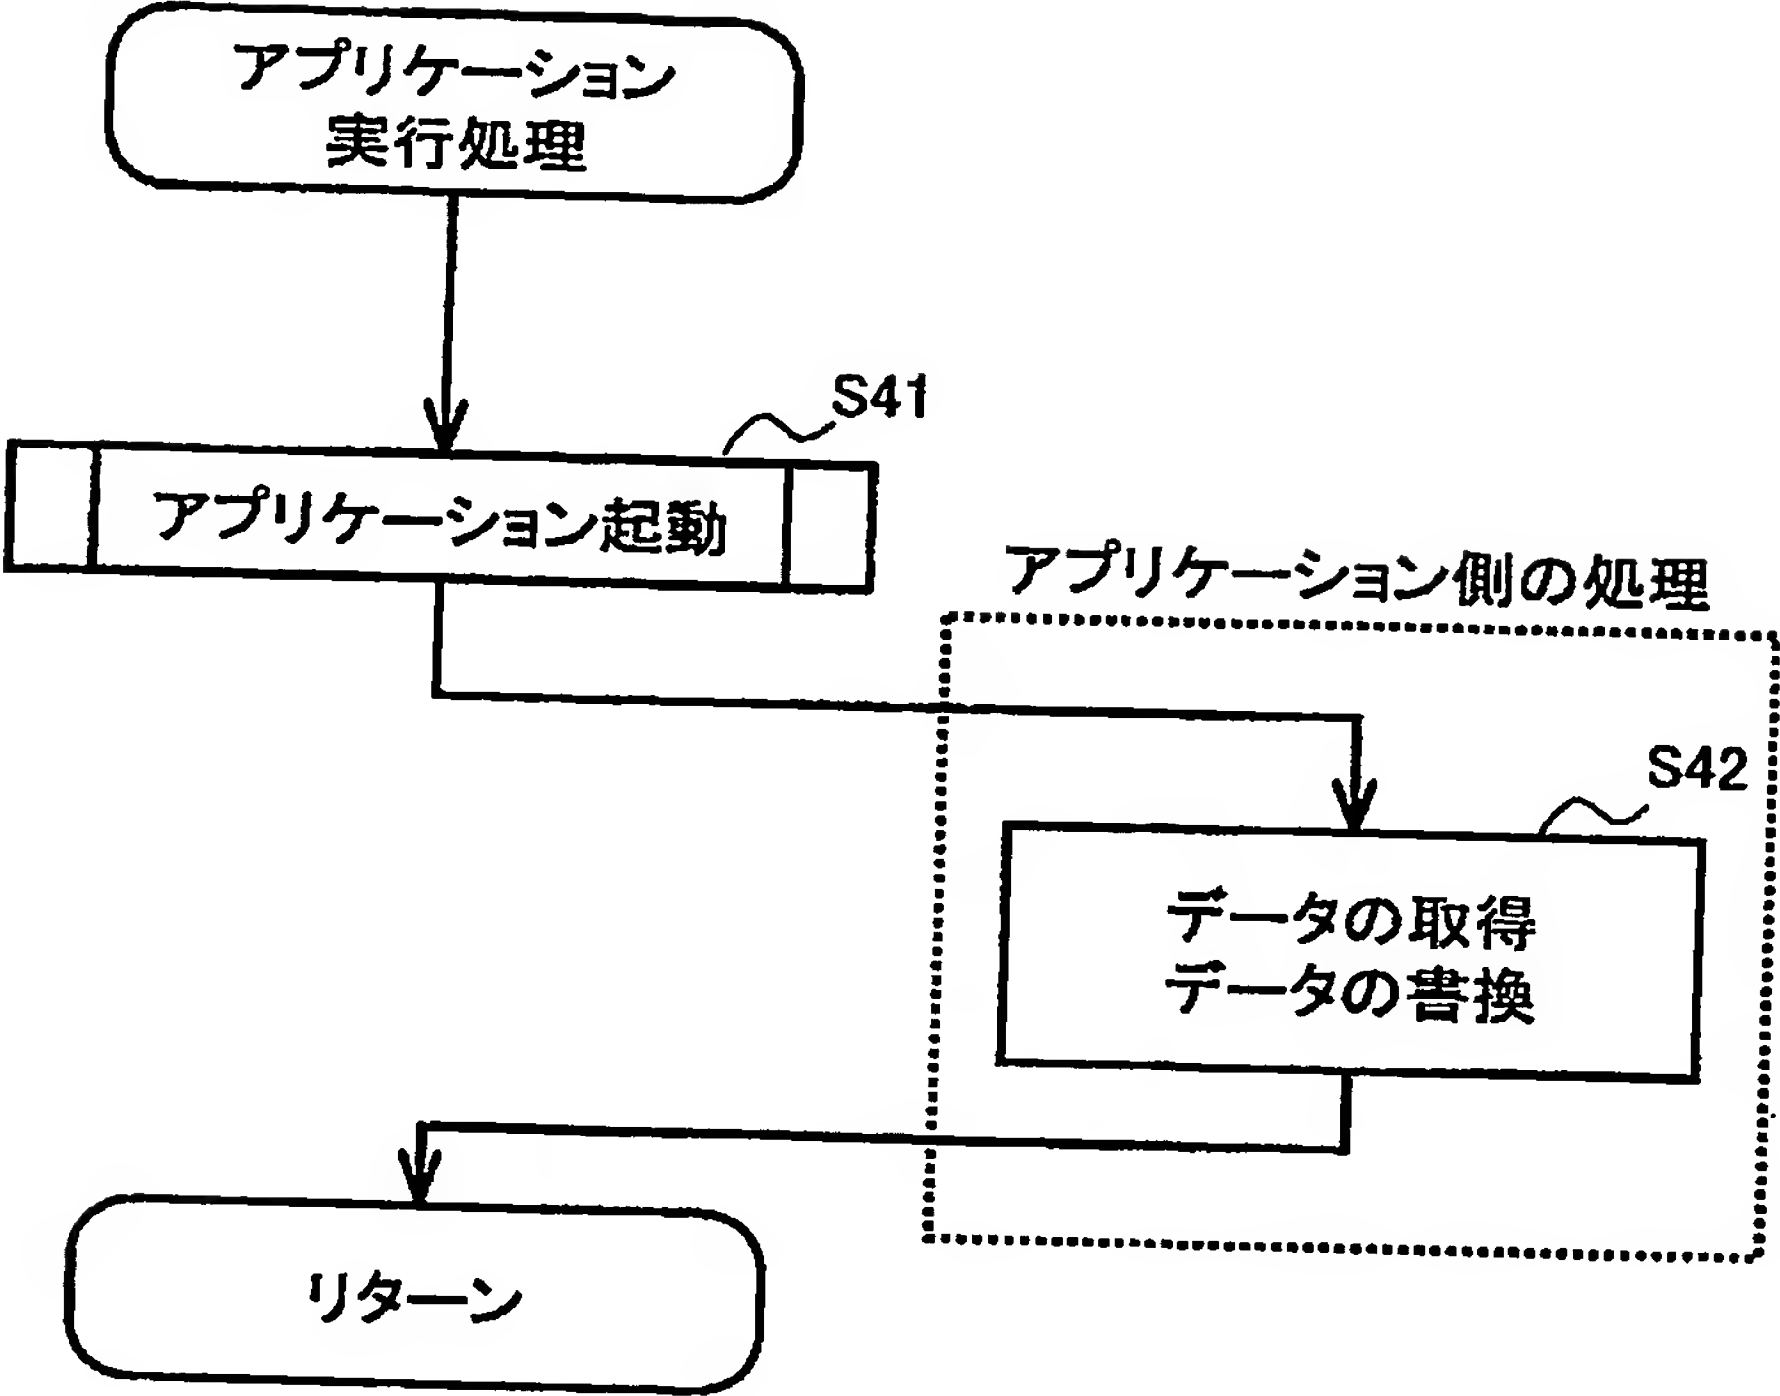 アプリケーション
実行処理
S41
アプリケーション起動
アプリケーション側の処理
S42
データの取得
データの書換
リターン